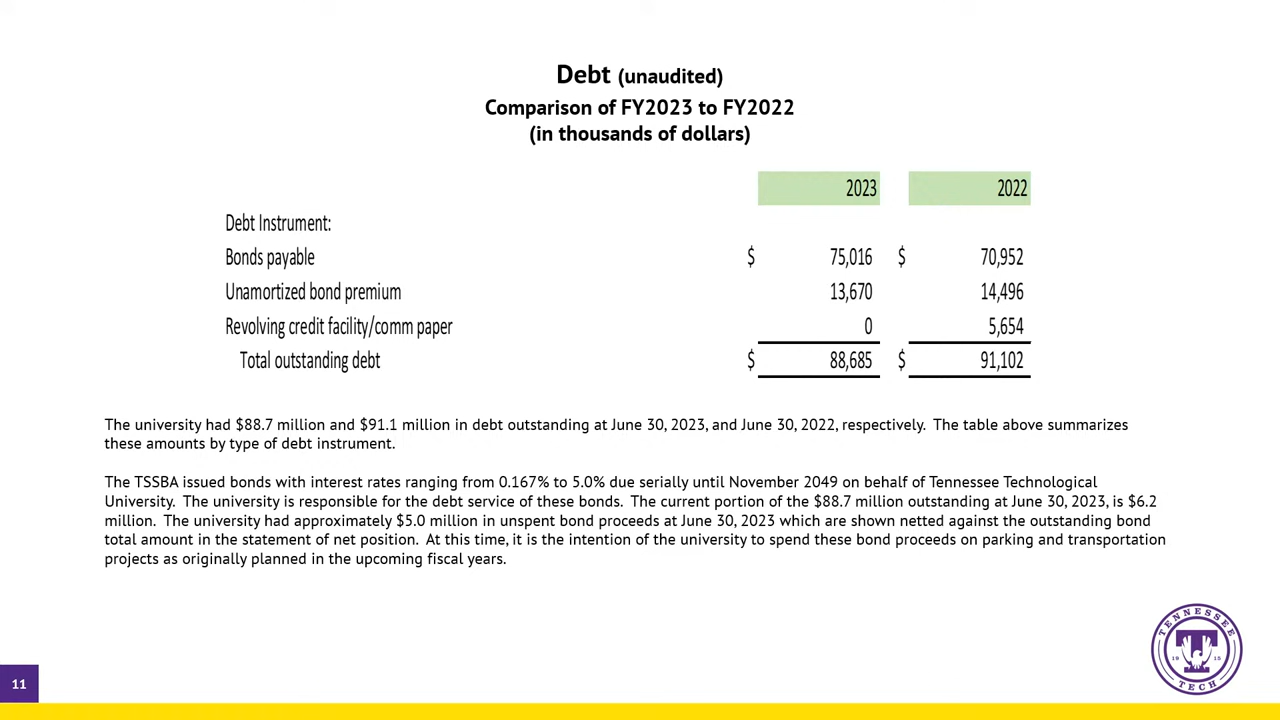 Debt (unaudited)
Comparison of FY2023 to FY2022
(in thousands of dollars)
2023 2022
Debt Instrument:
Bonds payable $ 75,016 $ 70,952
Unamortized bond premium 13,670 14,496
Revolving credit facility/comm paper 0 5,654
Total outstanding debt $ 88,685 $ 91,102
The university had $88.7 million and $91.1 million in debt outstanding at June 30, 2023, and June 30, 2022, respectively. The table above summarizes
these amounts by type of debt instrument.
The TSSBA issued bonds with interest rates ranging from 0.167% to 5.0% due serially until November 2049 on behalf of Tennessee Technological
University. The university is responsible for the debt service of these bonds. The current portion of the $88.7 million outstanding at June 30, 2023, is $6.2
million. The university had approximately $5.0 million in unspent bond proceeds at June 30, 2023 which are shown netted against the outstanding bond
total amount in the statement of net position. At this time, it is the intention of the university to spend these bond proceeds on parking and transportation
projects as originally planned in the upcoming fiscal years.
TENNESSEE
T
19 15
TECH
11